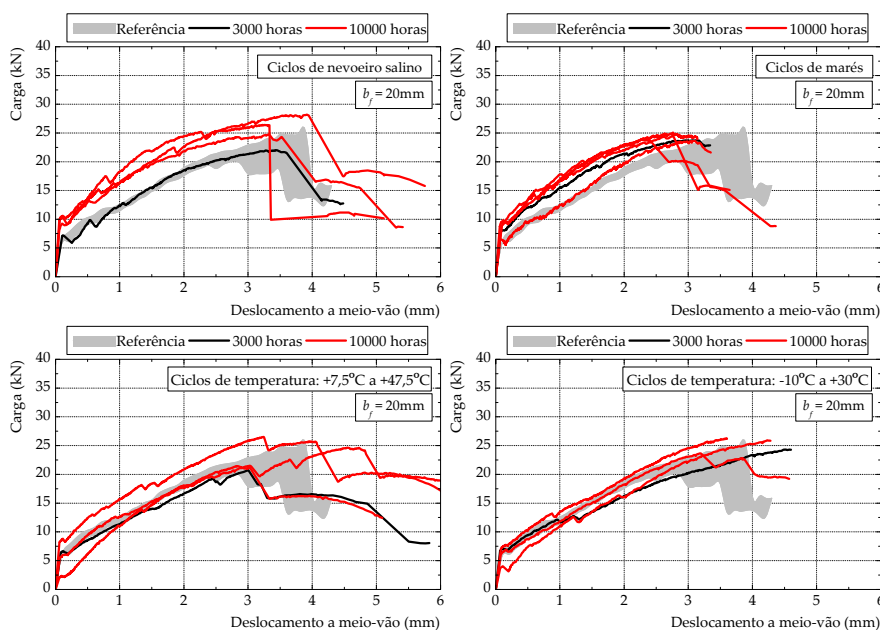 Referência 3000 horas 10000 horas
Carga (kN)
40
35
30
25
20
15
10
5
0
Ciclos de nevoeiro salino
b_f = 20mm
0 1 2 3 4 5 6
Deslocamento a meio-vão (mm)
Referência 3000 horas 10000 horas
Carga (kN)
40
35
30
25
20
15
10
5
0
Ciclos de marés
b_f = 20mm
0 1 2 3 4 5 6
Deslocamento a meio-vão (mm)
Referência 3000 horas 10000 horas
Carga (kN)
40
35
30
25
20
15
10
5
0
Ciclos de temperatura: +7,5°C a +47,5°C
b_f = 20mm
0 1 2 3 4 5 6
Deslocamento a meio-vão (mm)
Referência 3000 horas 10000 horas
Carga (kN)
40
35
30
25
20
15
10
5
0
Ciclos de temperatura: -10°C a +30°C
b_f = 20mm
0 1 2 3 4 5 6
Deslocamento a meio-vão (mm)